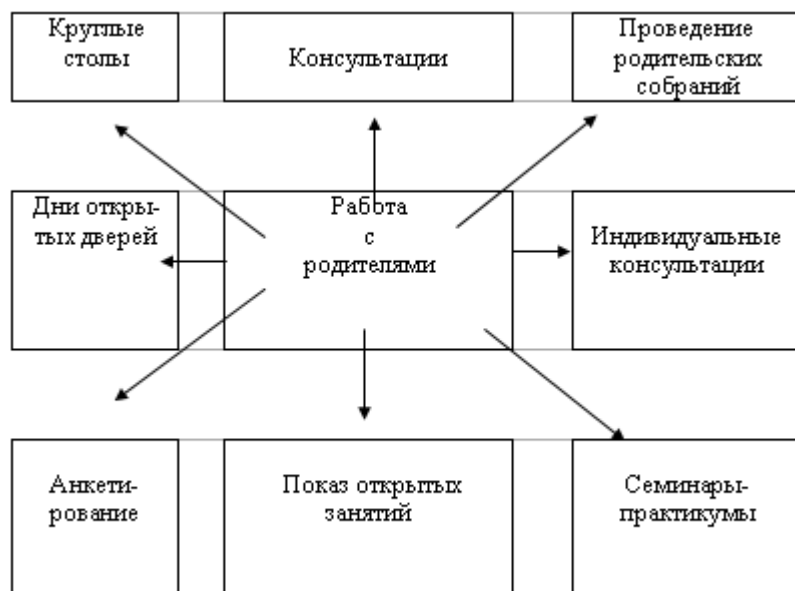 Круглые
столы
Консультации
Проведение
родительских
собраний
Дни откры-
тых дверей
Работа
с
родителями
Индивидуальные
консультации
Анкети-
рование
Показ открытых
занятий
Семинары-
практикумы